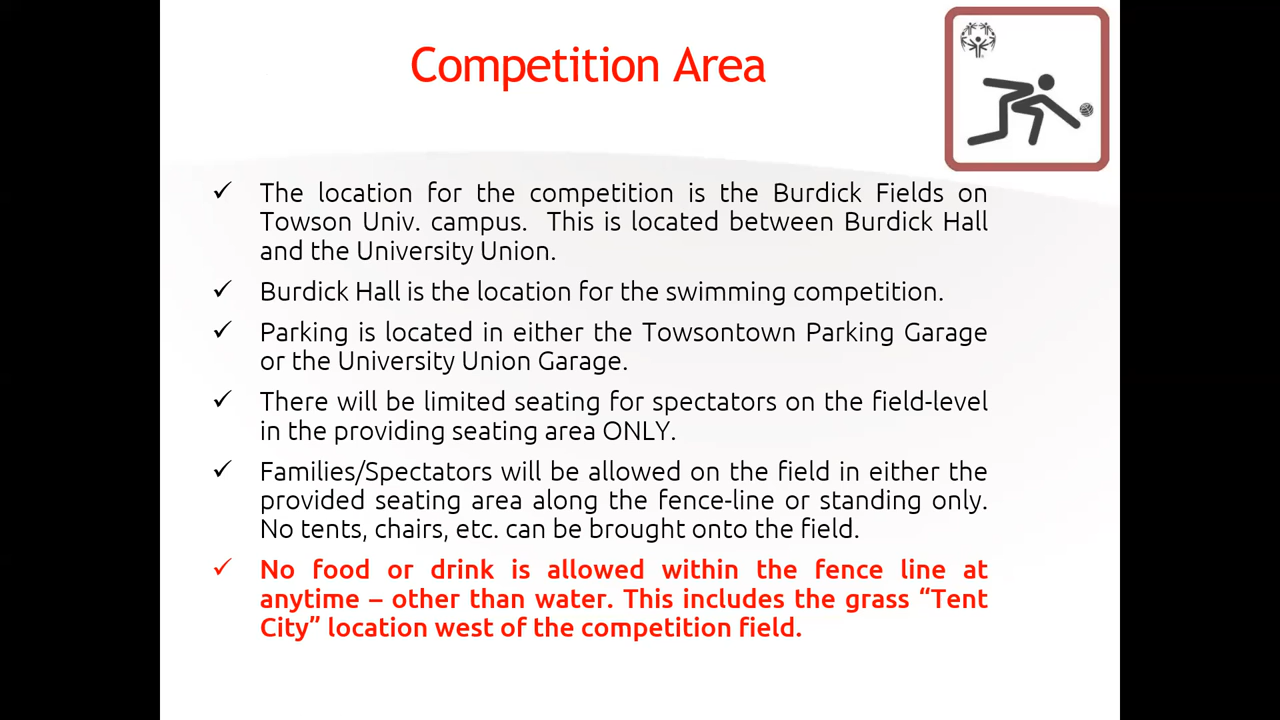 Competition Area
✓ The location for the competition is the Burdick Fields on
Towson Univ. campus.  This is located between Burdick Hall
and the University Union.
✓ Burdick Hall is the location for the swimming competition.
✓ Parking is located in either the Towsontown Parking Garage
or the University Union Garage.
✓ There will be limited seating for spectators on the field-level
in the providing seating area ONLY.
✓ Families/Spectators will be allowed on the field in either the
provided seating area along the fence-line or standing only.
No tents, chairs, etc. can be brought onto the field.
✓ No food or drink is allowed within the fence line at
anytime – other than water. This includes the grass “Tent
City” location west of the competition field.